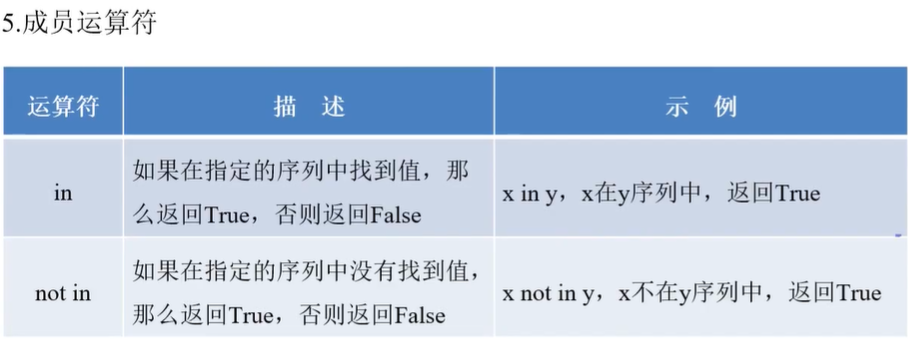 5.成员运算符
运算符 描 述 示 例
in
如果在指定的序列中找到值，那
么返回True，否则返回False
x in y，x在y序列中，返回True
not in
如果在指定的序列中没有找到值，
那么返回True，否则返回False
x not in y，x不在y序列中，返回True